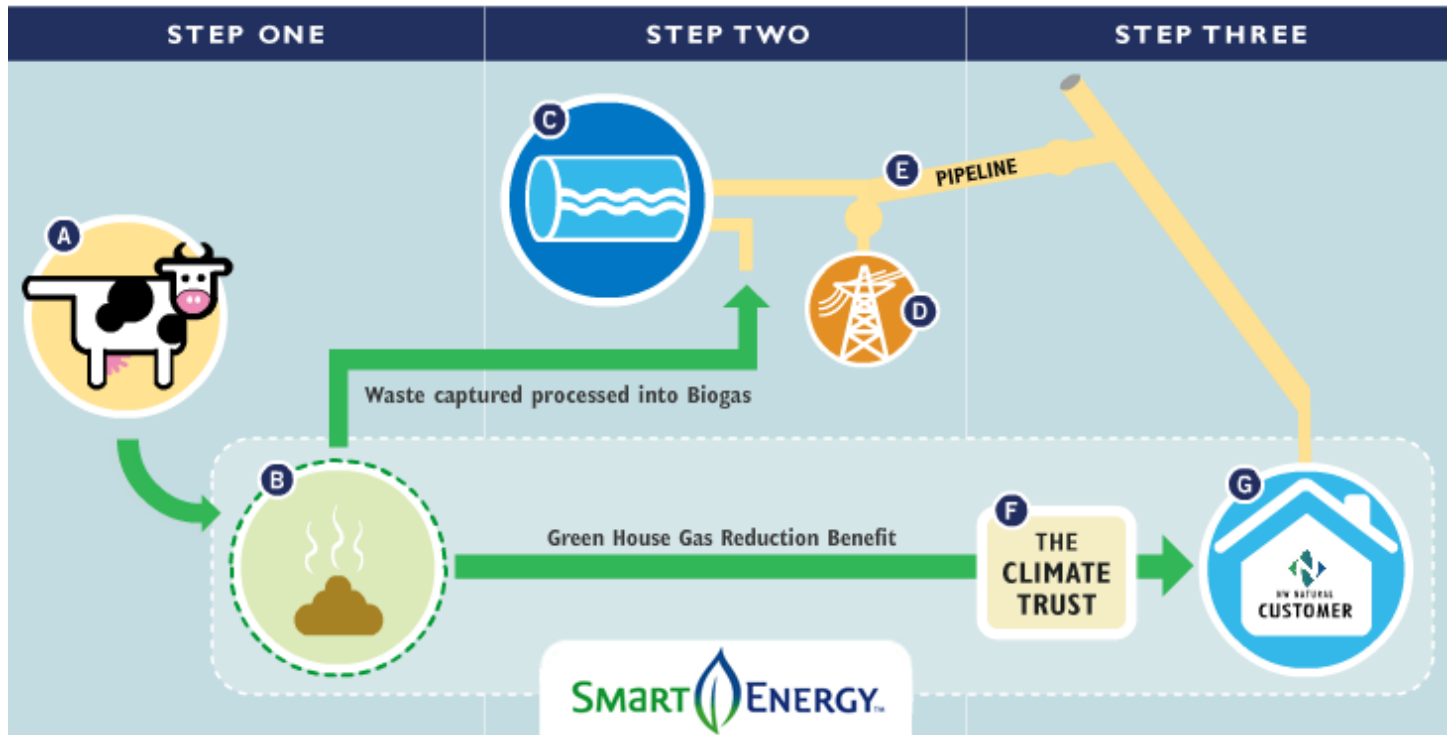 STEP ONE
STEP TWO
STEP THREE
A
C
E
PIPELINE
D
Waste captured processed into Biogas
B
Green House Gas Reduction Benefit
F
THE
CLIMATE
TRUST
G
NW NATURAL
CUSTOMER
SMART ENERGY™